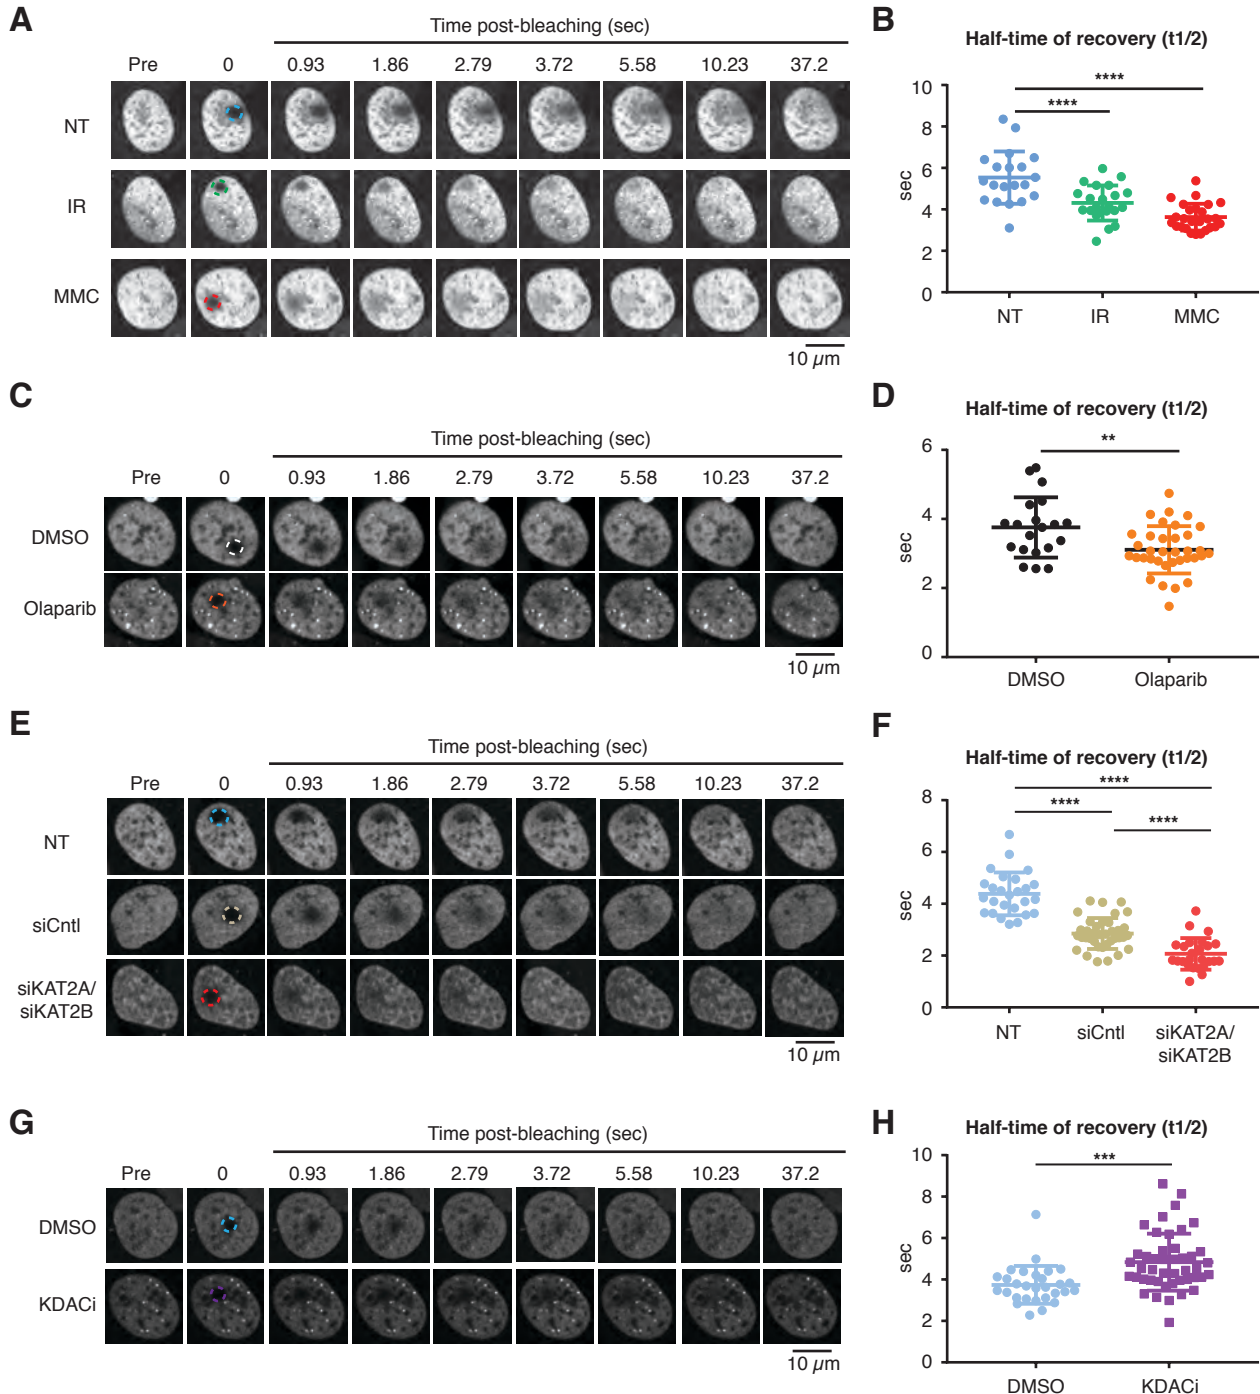 A
Time post-bleaching (sec)
Pre 0 0.93 1.86 2.79 3.72 5.58 10.23 37.2
NT
IR
MMC
10 µm
B
Half-time of recovery (t1/2)
****
****
10
8
6
4
2
0
sec
NT IR MMC
C
Time post-bleaching (sec)
Pre 0 0.93 1.86 2.79 3.72 5.58 10.23 37.2
DMSO
Olaparib
10 µm
D
Half-time of recovery (t1/2)
**
6
4
2
0
sec
DMSO Olaparib
E
Time post-bleaching (sec)
Pre 0 0.93 1.86 2.79 3.72 5.58 10.23 37.2
NT
siCntl
siKAT2A/
siKAT2B
10 µm
F
Half-time of recovery (t1/2)
****
****
****
8
6
4
2
0
sec
NT siCntl siKAT2A/
siKAT2B
G
Time post-bleaching (sec)
Pre 0 0.93 1.86 2.79 3.72 5.58 10.23 37.2
DMSO
KDACi
10 µm
H
Half-time of recovery (t1/2)
***
10
8
6
4
2
0
sec
DMSO KDACi